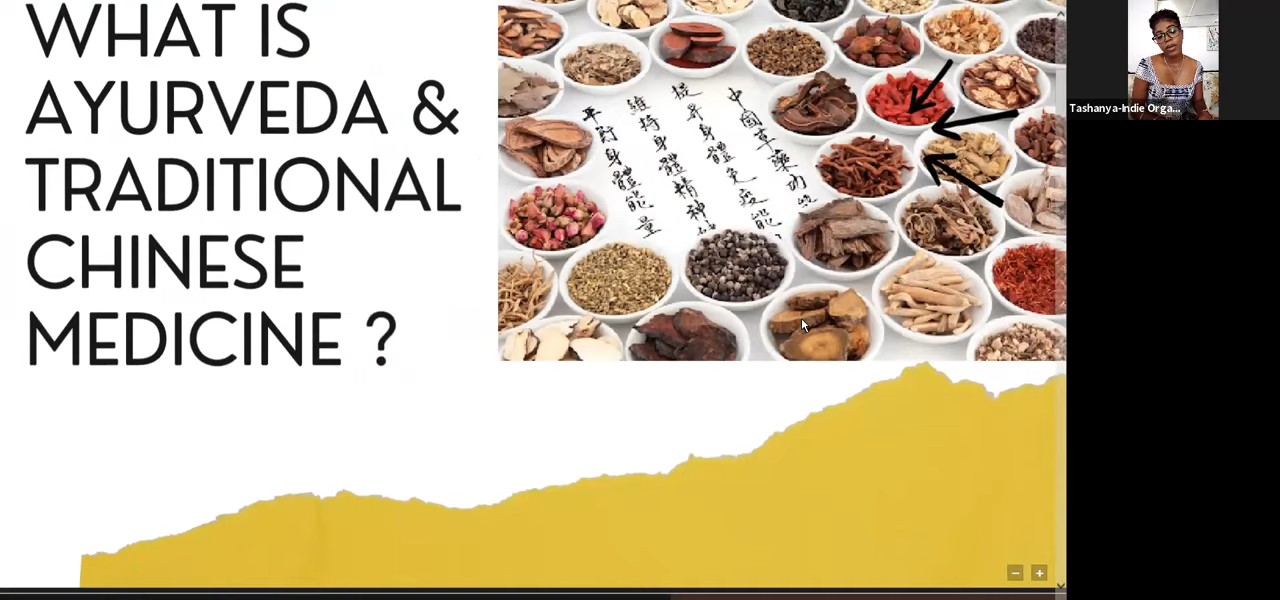 WHAT IS
AYURVEDA &
TRADITIONAL
CHINESE
MEDICINE ?
中國草藥功
提昇身體免疫能
維持身體精神
平衡身體能量
Tashanya-Indie Orga...